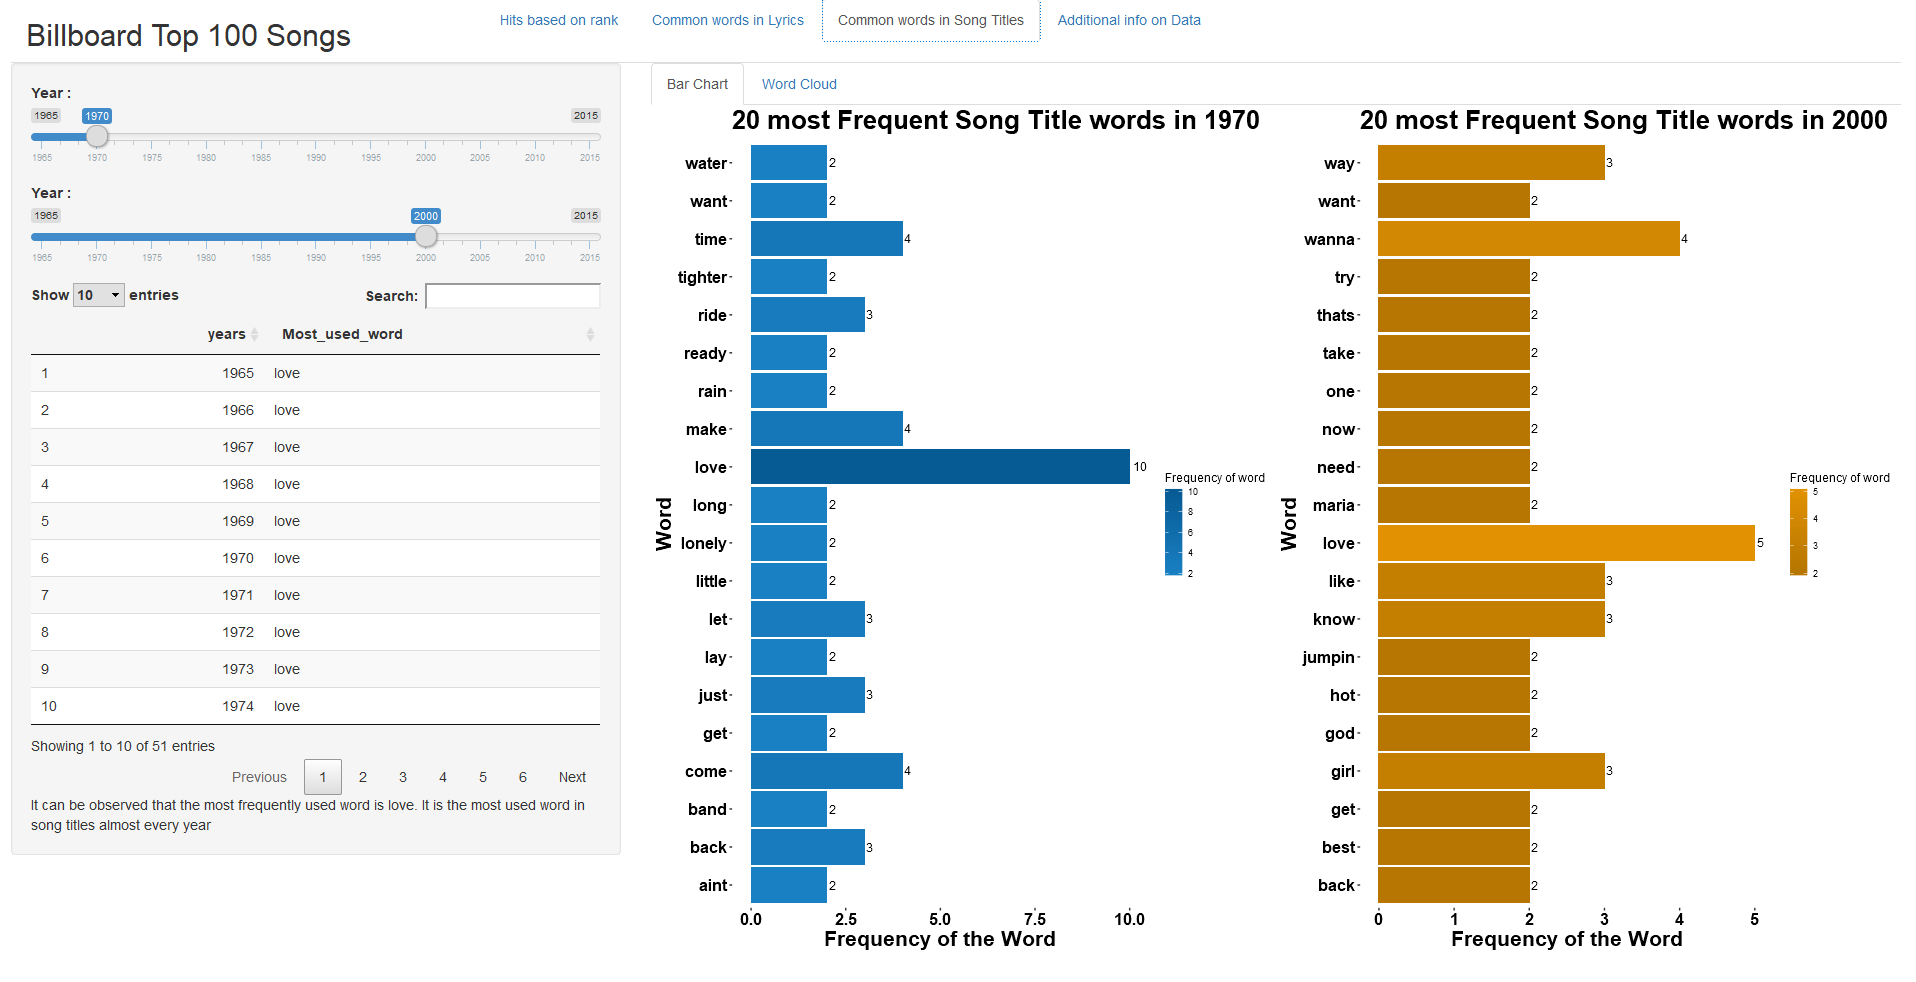 Billboard Top 100 Songs
Hits based on rank
Common words in Lyrics
Common words in Song Titles
Additional info on Data
Year :
1965 1970 2015
1965 1970 1975 1980 1985 1990 1995 2000 2005 2010 2015
Year :
1965 2000 2015
1965 1970 1975 1980 1985 1990 1995 2000 2005 2010 2015
Show 10 entries
Search:
years Most_used_word
1 1965 love
2 1966 love
3 1967 love
4 1968 love
5 1969 love
6 1970 love
7 1971 love
8 1972 love
9 1973 love
10 1974 love
Showing 1 to 10 of 51 entries
Previous 1 2 3 4 5 6 Next
It can be observed that the most frequently used word is love. It is the most used word in
song titles almost every year
Bar Chart
Word Cloud
20 most Frequent Song Title words in 1970
Word
water 2
want 2
time 4
tighter 2
ride 3
ready 2
rain 2
make 4
love 10
long 2
lonely 2
little 2
let 3
lay 2
just 3
get 2
come 4
band 2
back 3
aint 2
0.0 2.5 5.0 7.5 10.0
Frequency of the Word
Frequency of word
10
8
6
4
2
20 most Frequent Song Title words in 2000
Word
way 3
want 2
wanna 4
try 2
thats 2
take 2
one 2
now 2
need 2
maria 2
love 5
like 3
know 3
jumpin 2
hot 2
god 2
girl 3
get 2
best 2
back 2
0 1 2 3 4 5
Frequency of the Word
Frequency of word
5
4
3
2